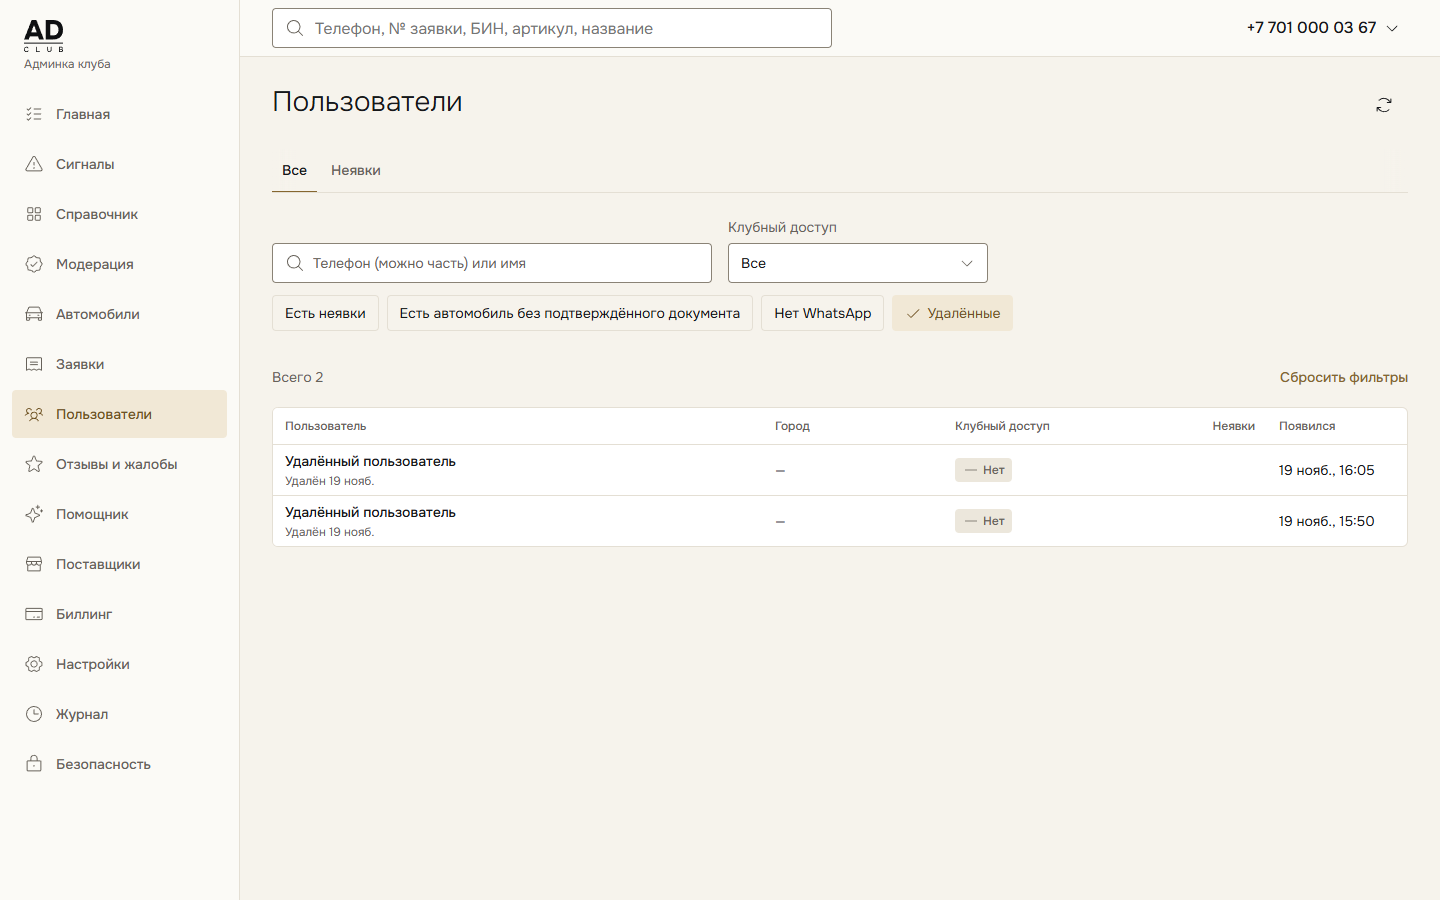 AD
CLUB
Админка клуба
Главная
Сигналы
Справочник
Модерация
Автомобили
Заявки
Пользователи
Отзывы и жалобы
Помощник
Поставщики
Биллинг
Настройки
Журнал
Безопасность
Телефон, № заявки, БИН, артикул, название
+7 701 000 03 67
Пользователи
Все
Неявки
Клубный доступ
Телефон (можно часть) или имя
Все
Есть неявки
Есть автомобиль без подтверждённого документа
Нет WhatsApp
Удалённые
Всего 2
Сбросить фильтры
Пользователь Город Клубный доступ Неявки Появился
Удалённый пользователь — — Нет 19 нояб., 16:05
Удалён 19 нояб.
Удалённый пользователь — — Нет 19 нояб., 15:50
Удалён 19 нояб.